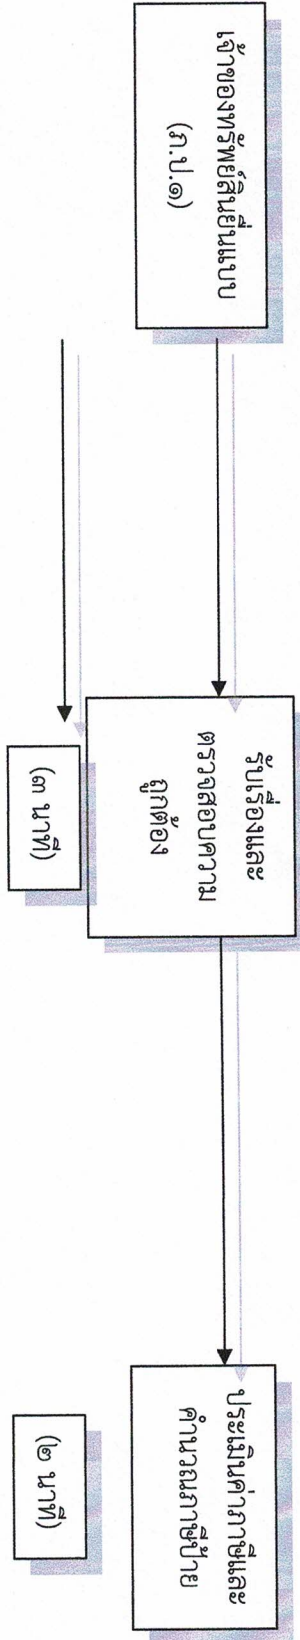 เจ้าของทรัพย์สินยื่นแบบ
(ภ.ป.๑)
รับเรื่องและ
ตรวจสอบความ
ถูกต้อง
(๓ นาที)
ประเมินค่าภาษีและ
คำนวณภาษีป้าย
(๒ นาที)